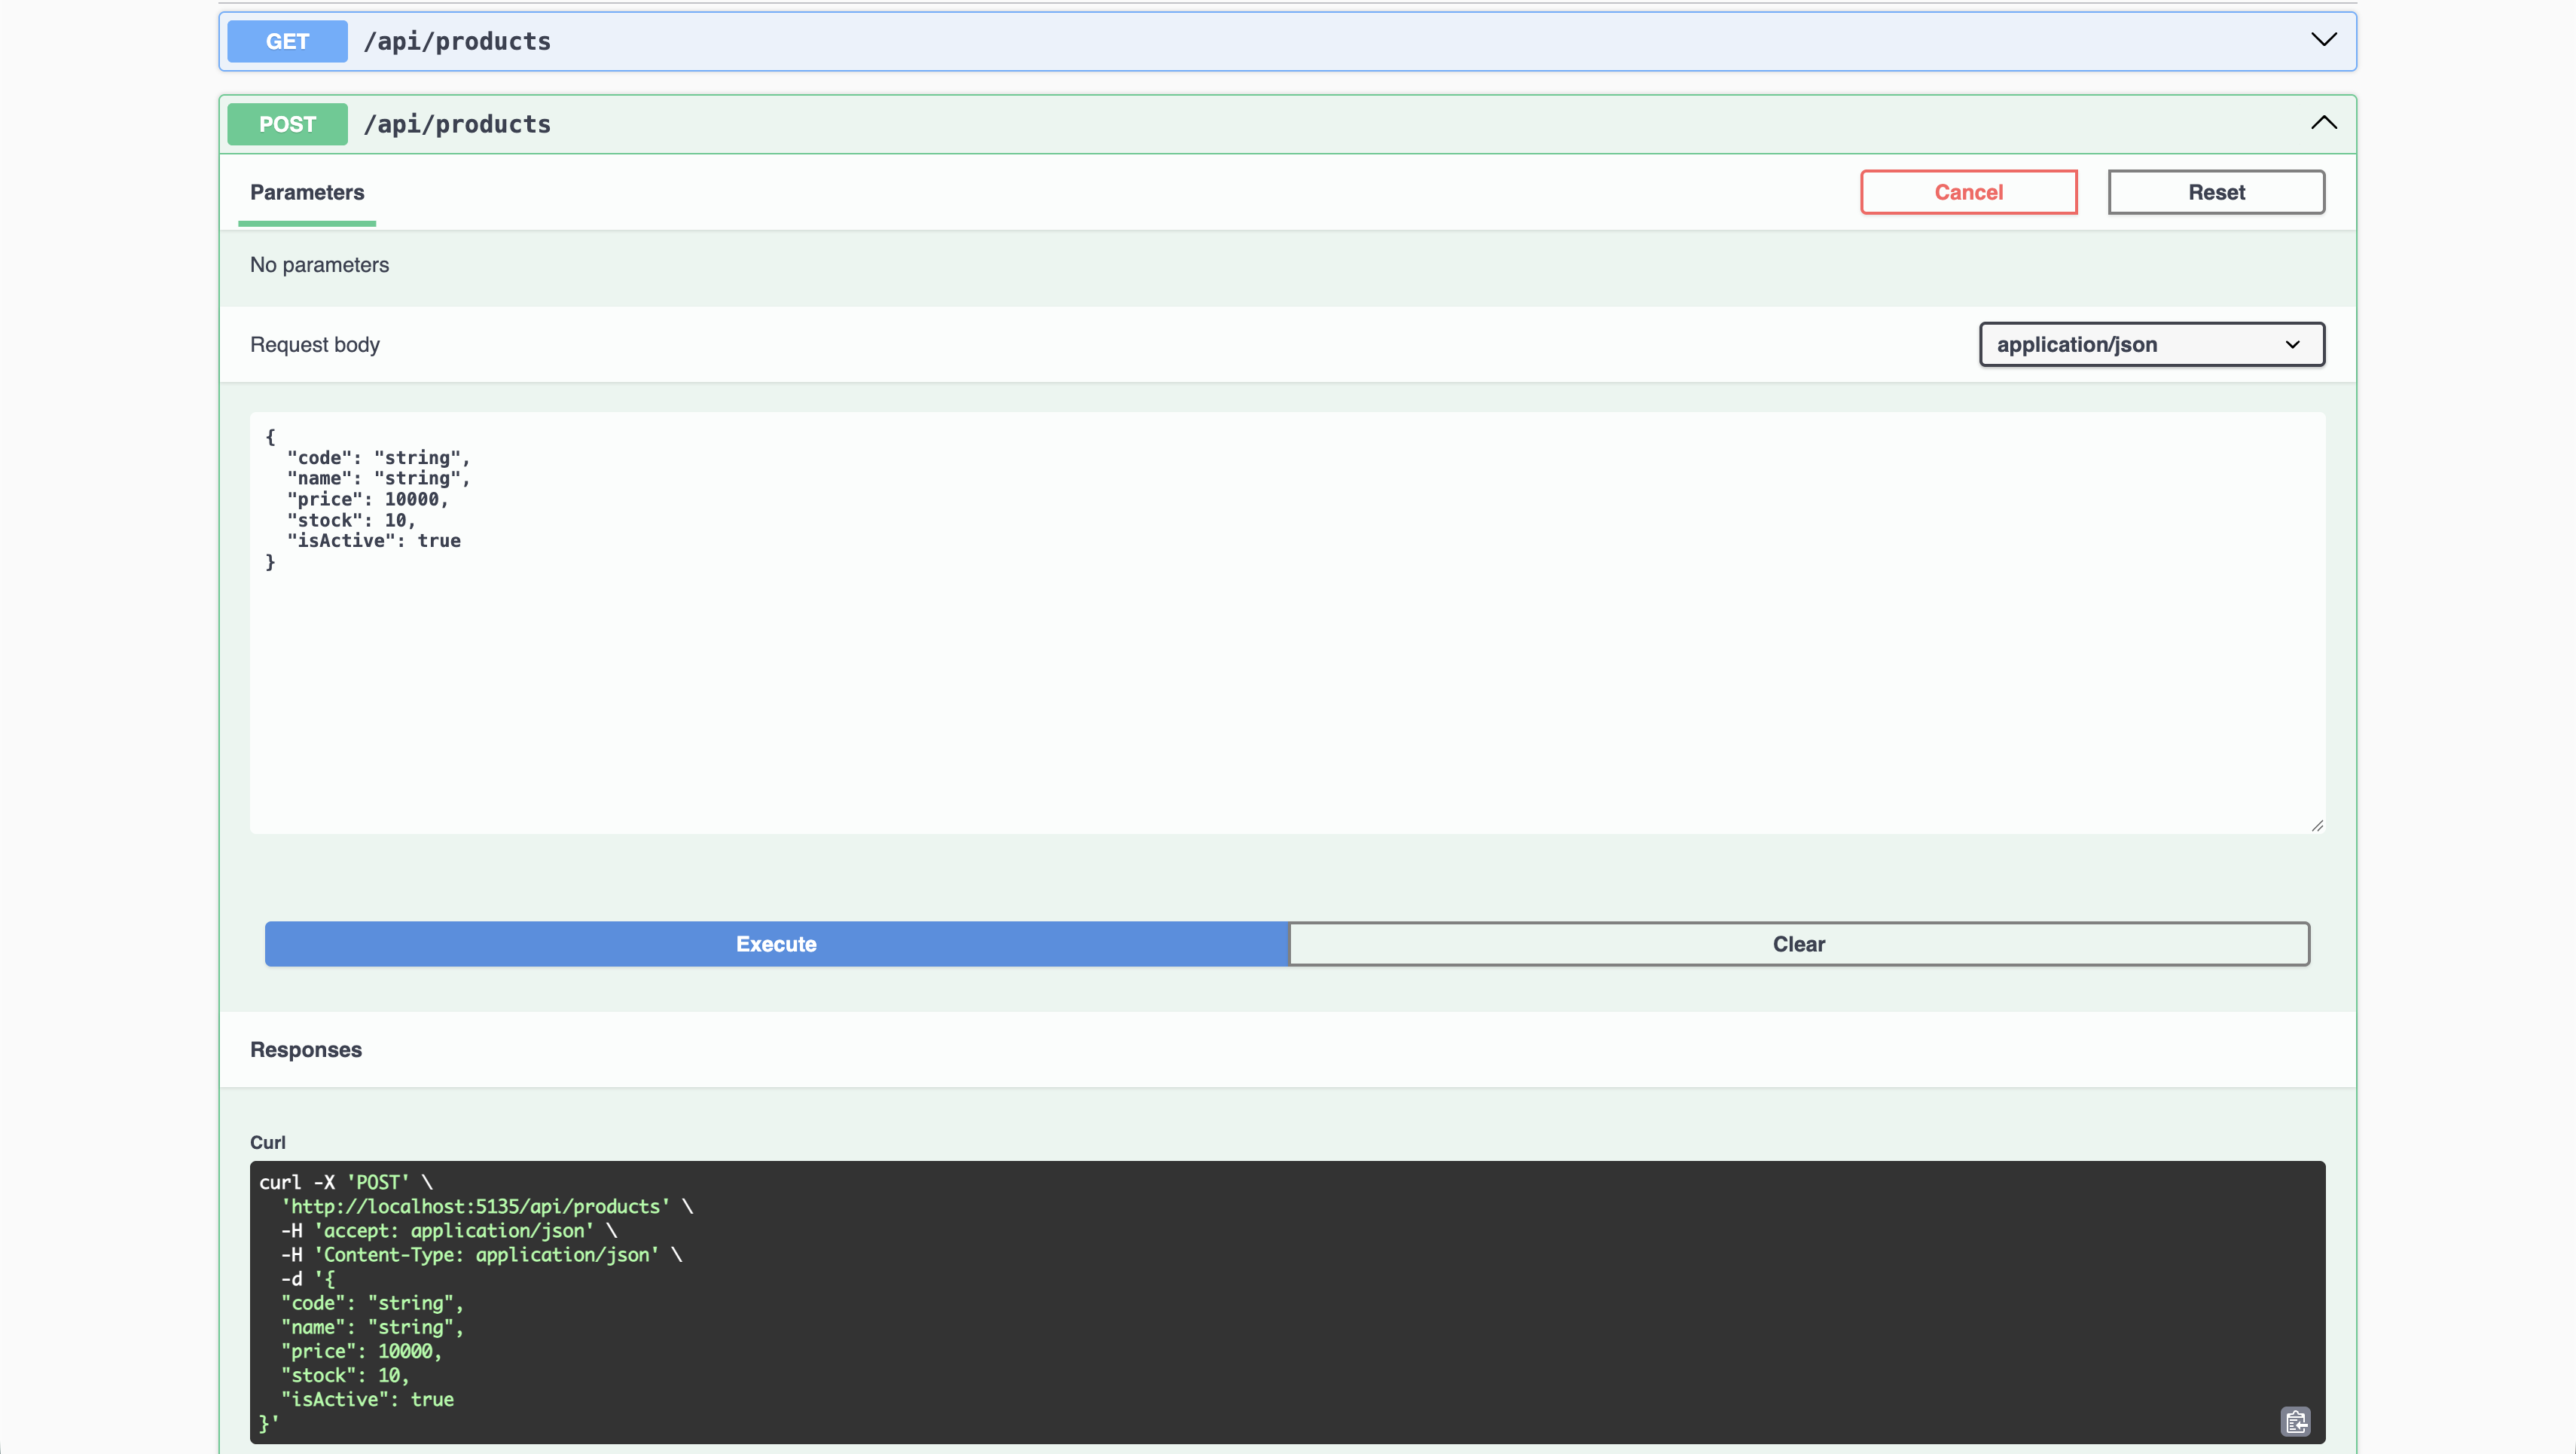 GET /api/products
POST /api/products
Parameters
Cancel
Reset
No parameters
Request body
application/json
{
  "code": "string",
  "name": "string",
  "price": 10000,
  "stock": 10,
  "isActive": true
}
Execute
Clear
Responses
Curl
curl -X 'POST' \
  'http://localhost:5135/api/products' \
  -H 'accept: application/json' \
  -H 'Content-Type: application/json' \
  -d '{
  "code": "string",
  "name": "string",
  "price": 10000,
  "stock": 10,
  "isActive": true
}'